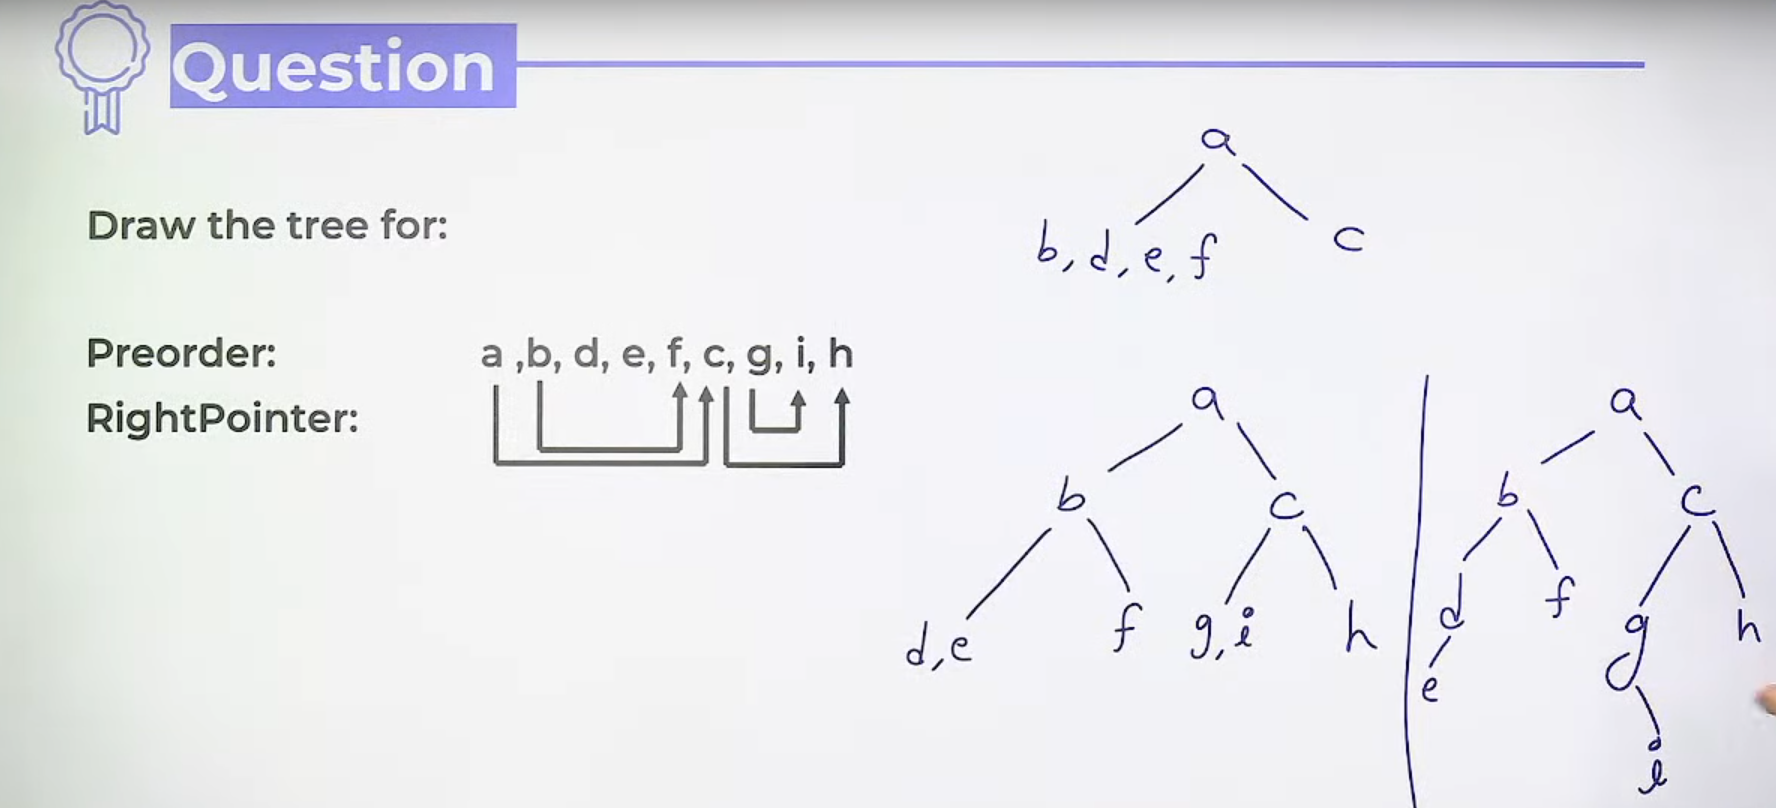 Question
Draw the tree for:
Preorder: a ,b, d, e, f, c, g, i, h
RightPointer:
a
b, d, e, f c
a
b c
d, e f g, i h
a
b c
d f g h
e i